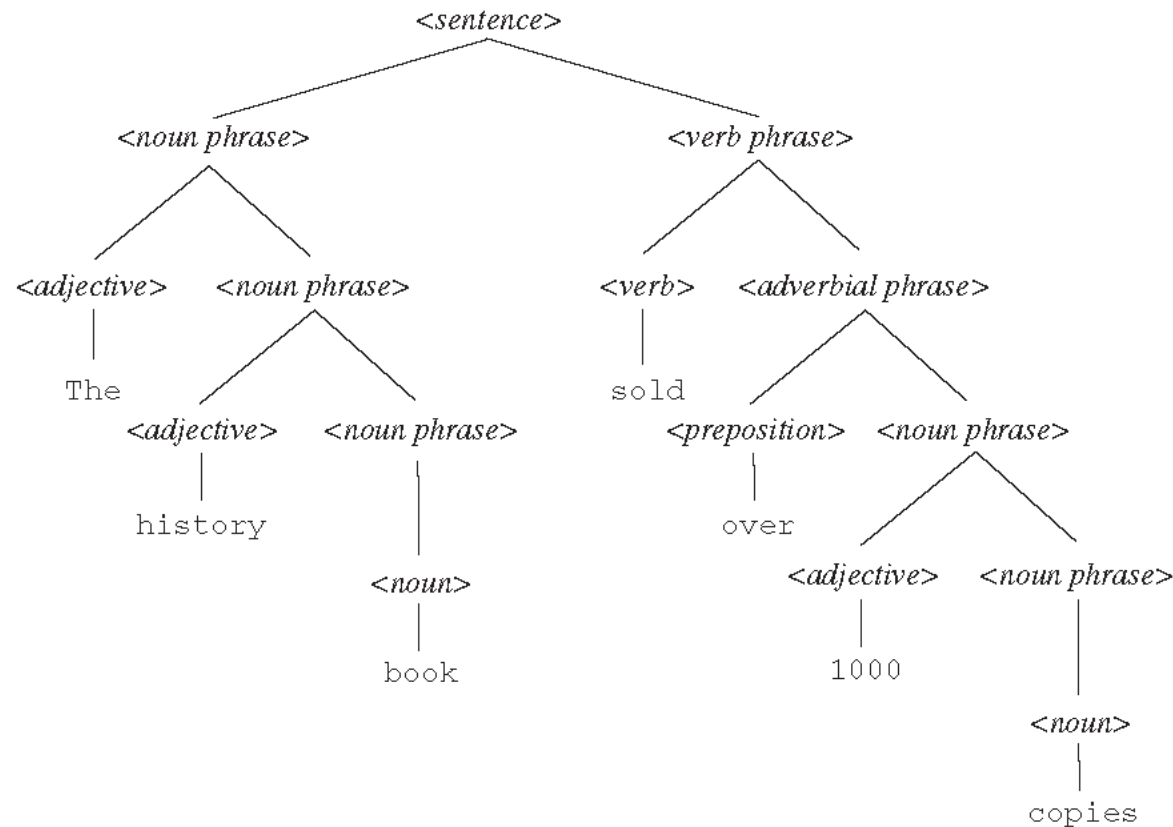 <sentence>
<noun phrase> <verb phrase>
<adjective> <noun phrase> <verb> <adverbial phrase>
The sold
<adjective> <noun phrase> <preposition> <noun phrase>
history over
<noun> <adjective> <noun phrase>
book 1000
<noun>
copies